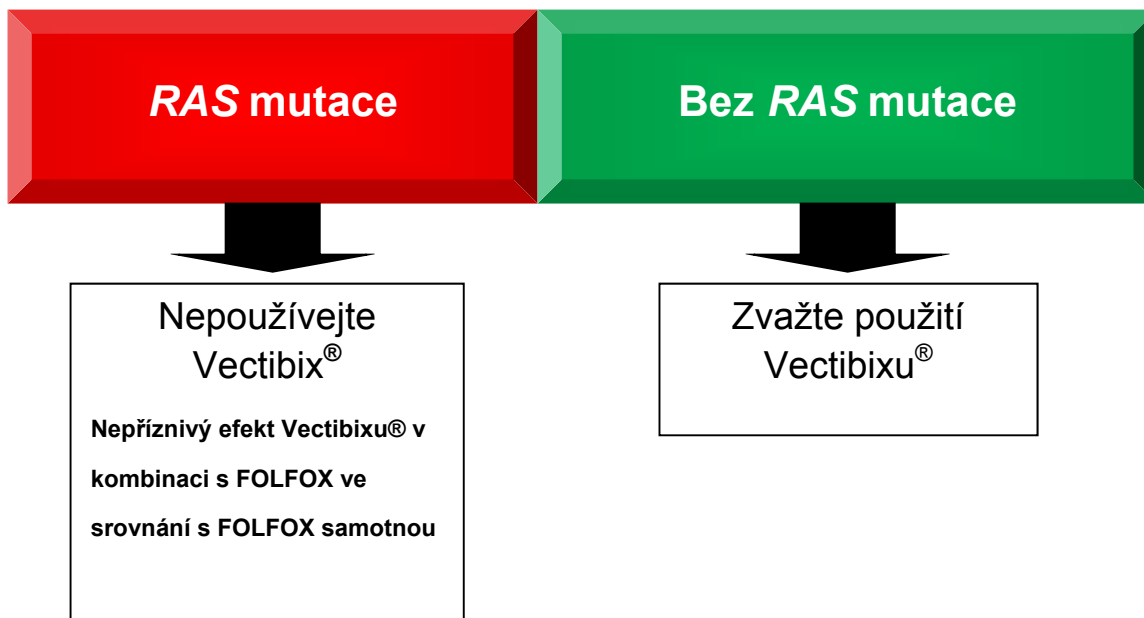 RAS mutace
Bez RAS mutace
Nepoužívejte
Vectibix®
Nepříznivý efekt Vectibixu® v
kombinaci s FOLFOX ve
srovnání s FOLFOX samotnou
Zvažte použití
Vectibixu®